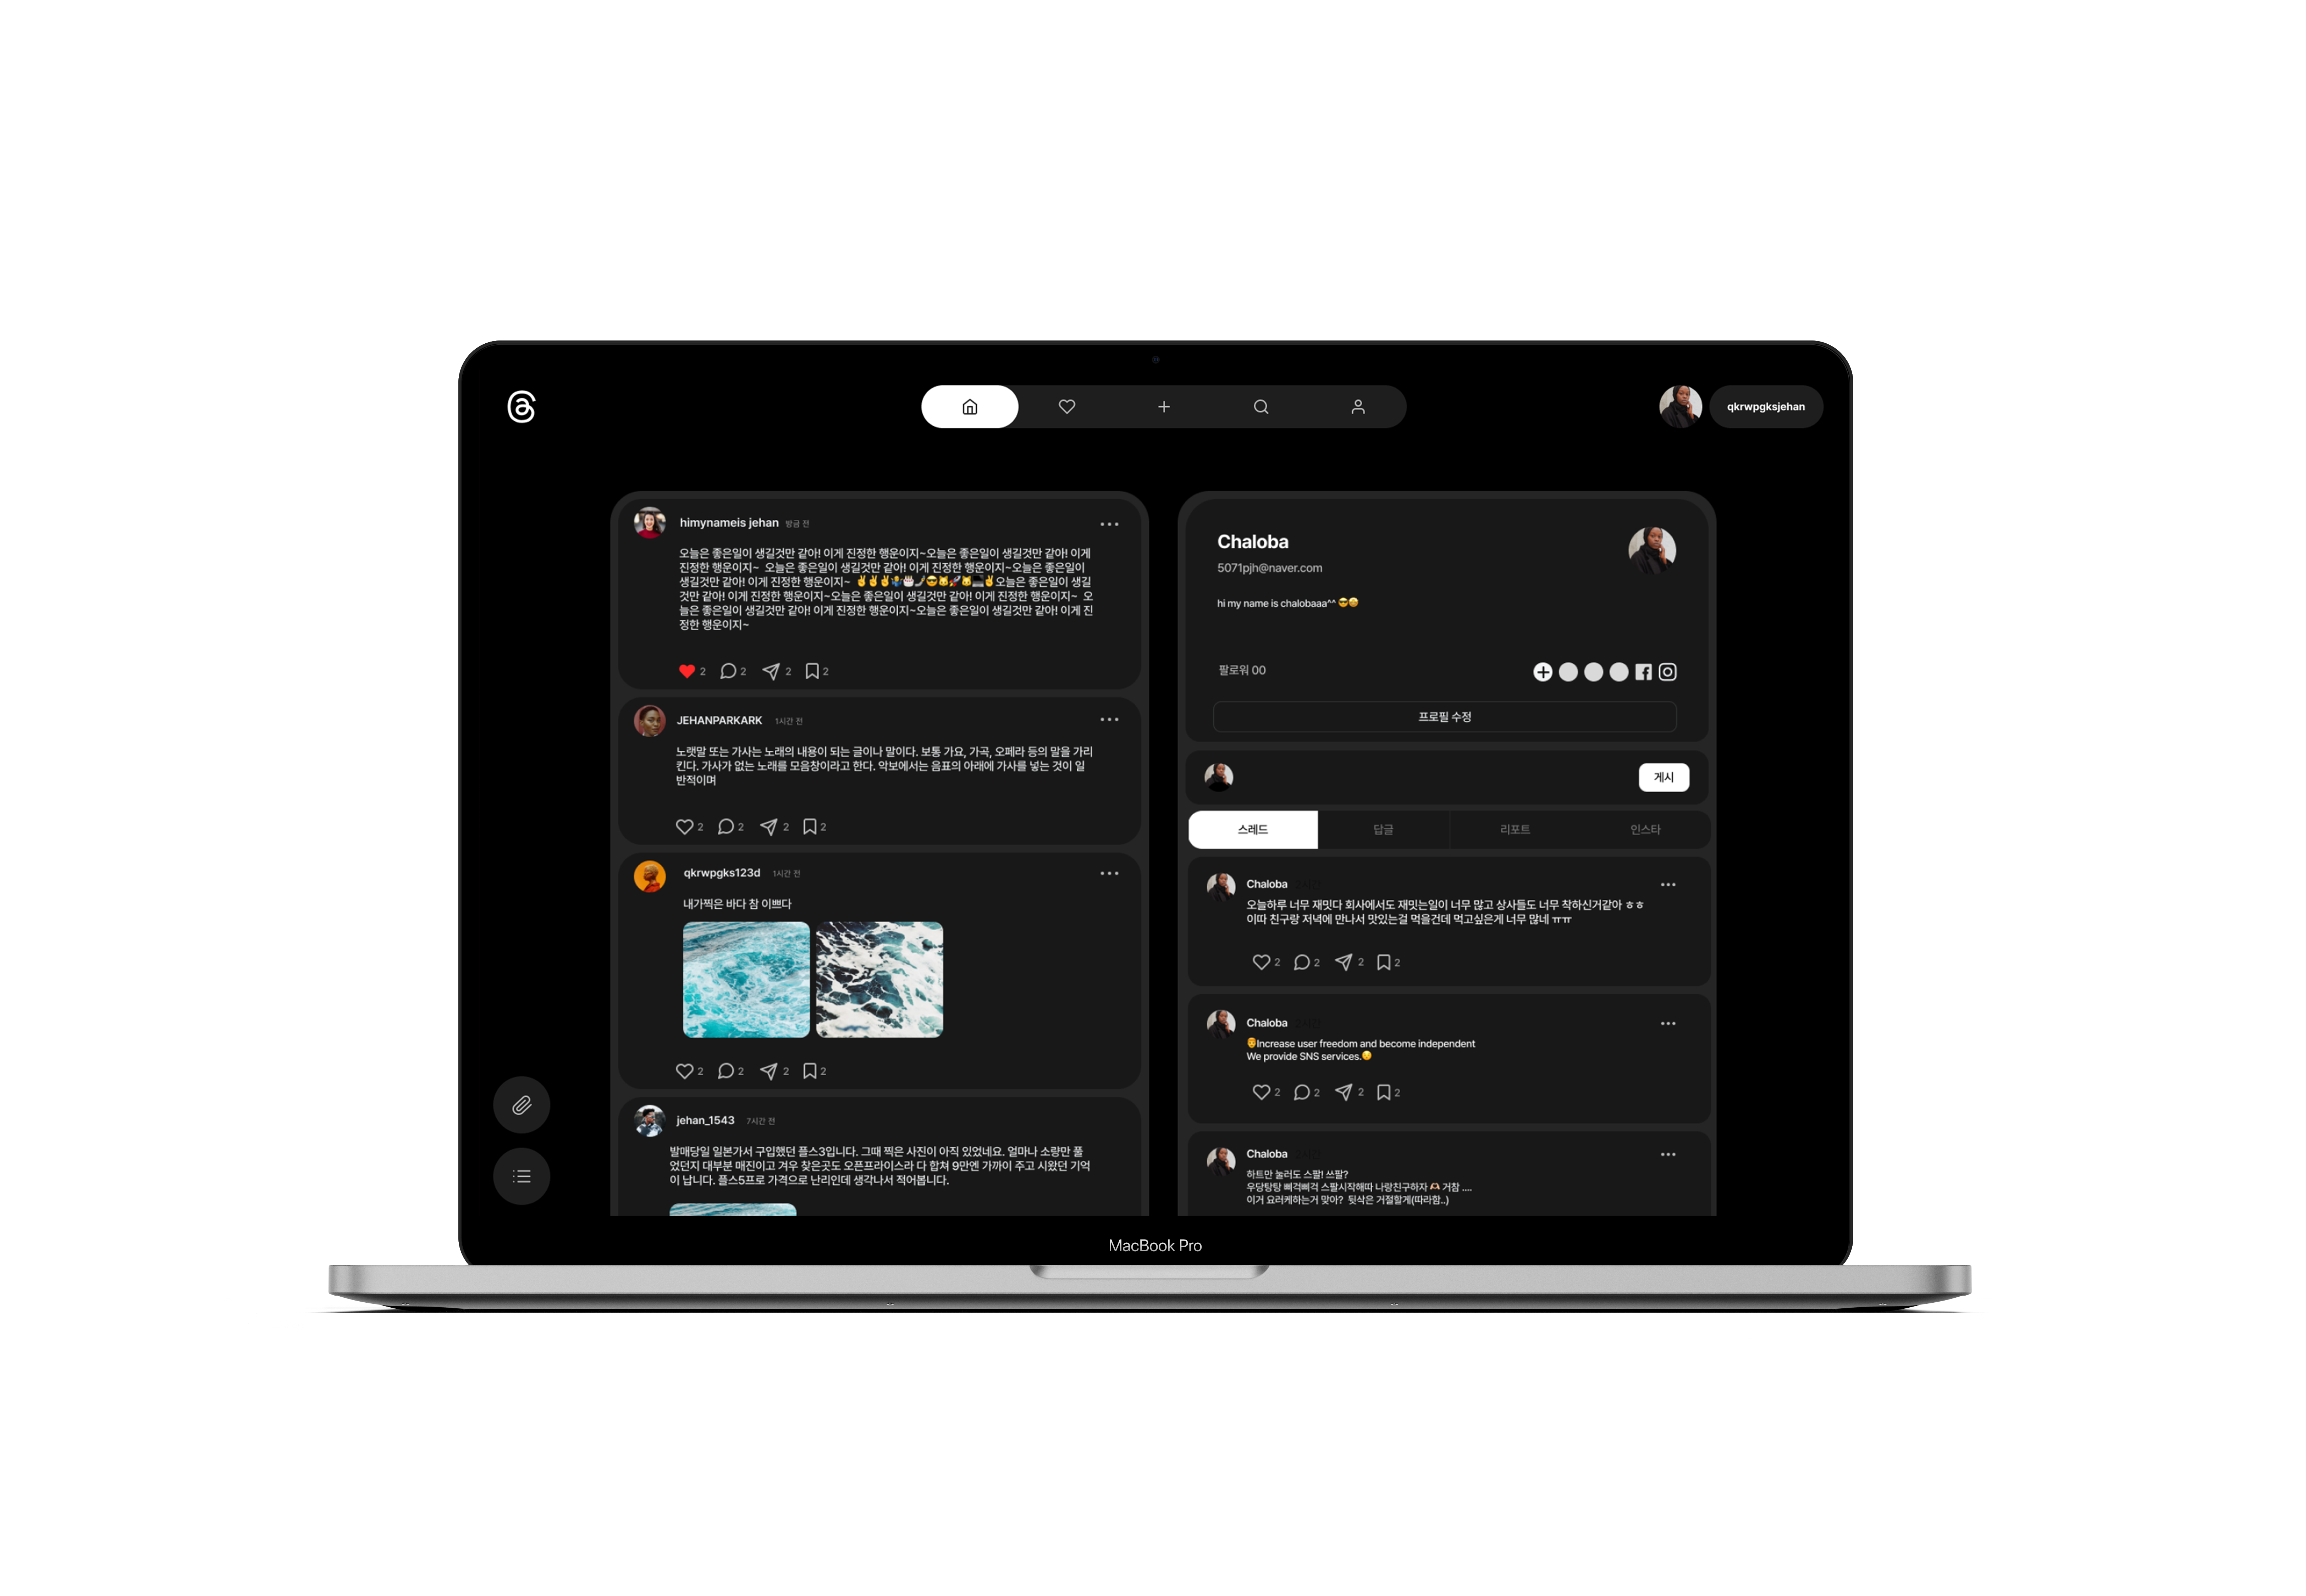 qkrwpgksjehan
himynameis jehan 방금 전
오늘은 좋은일이 생길것만 같아! 이게 진정한 행운이지~오늘은 좋은일이 생길것만 같아! 이게
진정한 행운이지~ 오늘은 좋은일이 생길것만 같아! 이게 진정한 행운이지~오늘은 좋은일이
생길것만 같아! 이게 진정한 행운이지~ 오늘은 좋은일이 생길
것만 같아! 이게 진정한 행운이지~오늘은 좋은일이 생길것만 같아! 이게 진정한 행운이지~ 오
늘은 좋은일이 생길것만 같아! 이게 진정한 행운이지~오늘은 좋은일이 생길것만 같아! 이게 진
정한 행운이지~
2 2 2 2
JEHANPARKARK 1시간 전
노랫말 또는 가사는 노래의 내용이 되는 글이나 말이다. 보통 가요, 가곡, 오페라 등의 말을 가리
킨다. 가사가 없는 노래를 모음창이라고 한다. 악보에서는 음표의 아래에 가사를 넣는 것이 일
반적이며
2 2 2 2
qkrwpgks123d 1시간 전
내가찍은 바다 참 이쁘다
2 2 2 2
jehan_1543 7시간 전
발매당일 일본가서 구입했던 플스3입니다. 그때 찍은 사진이 아직 있었네요. 얼마나 소량만 풀
었던지 대부분 매진이고 겨우 찾은곳도 오픈프라이스라 다 합쳐 9만엔 가까이 주고 시왔던 기억
이 납니다. 플스5프로 가격으로 난리인데 생각나서 적어봅니다.
Chaloba
5071pjh@naver.com
hi my name is chalobaaa^^
팔로워 00
프로필 수정
게시
스레드 답글 리포트 인스타
Chaloba
오늘하루 너무 재밋다 회사에서도 재밋는일이 너무 많고 상사들도 너무 착하신거같아 ㅎㅎ
이따 친구랑 저녁에 만나서 맛있는걸 먹을건데 먹고싶은게 너무 많네 ㅠㅠ
2 2 2 2
Chaloba
Increase user freedom and become independent
We provide SNS services.
2 2 2 2
Chaloba
하트만 눌러도 스팔! 쓰팔?
우당탕탕 삐걱삐걱 스팔시작해따 나랑친구하자 거참 ....
이거 요러케하는거 맞아? 뒷삭은 거절할게(따라함..)
MacBook Pro